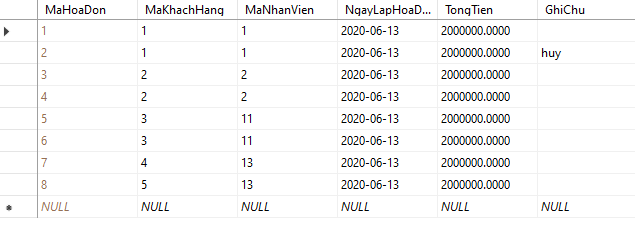 MaHoaDon MaKhachHang MaNhanVien NgayLapHoaD... TongTien GhiChu
1 1 1 2020-06-13 2000000.0000
2 1 1 2020-06-13 2000000.0000 huy
3 2 2 2020-06-13 2000000.0000
4 2 2 2020-06-13 2000000.0000
5 3 11 2020-06-13 2000000.0000
6 3 11 2020-06-13 2000000.0000
7 4 13 2020-06-13 2000000.0000
8 5 13 2020-06-13 2000000.0000
NULL NULL NULL NULL NULL NULL